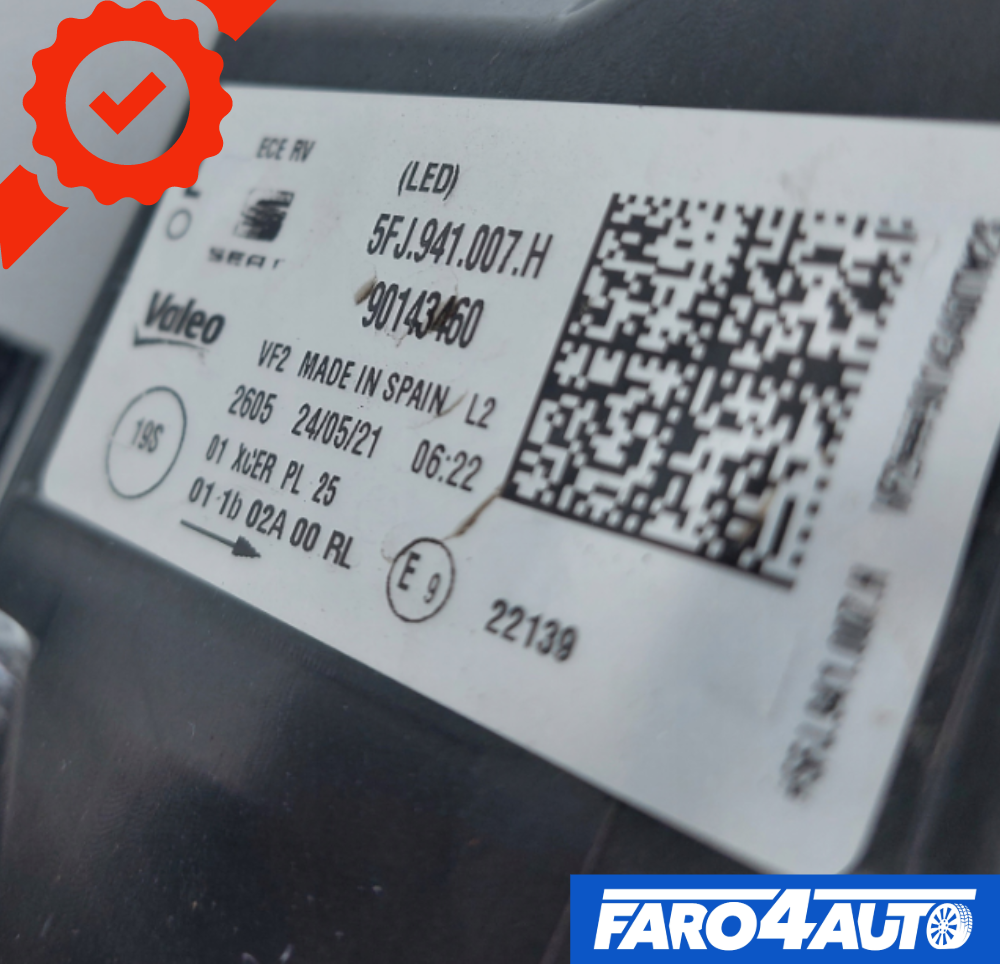 ECE RV
(LED)
SEAT
5FJ.941.007.H
90143460
Valeo
VF2 MADE IN SPAIN L2
2605 24/05/21 06:22
19S
01 XCER PL 25
01 1b 02A 00 RL
E 9
22139
FARO4AUTO